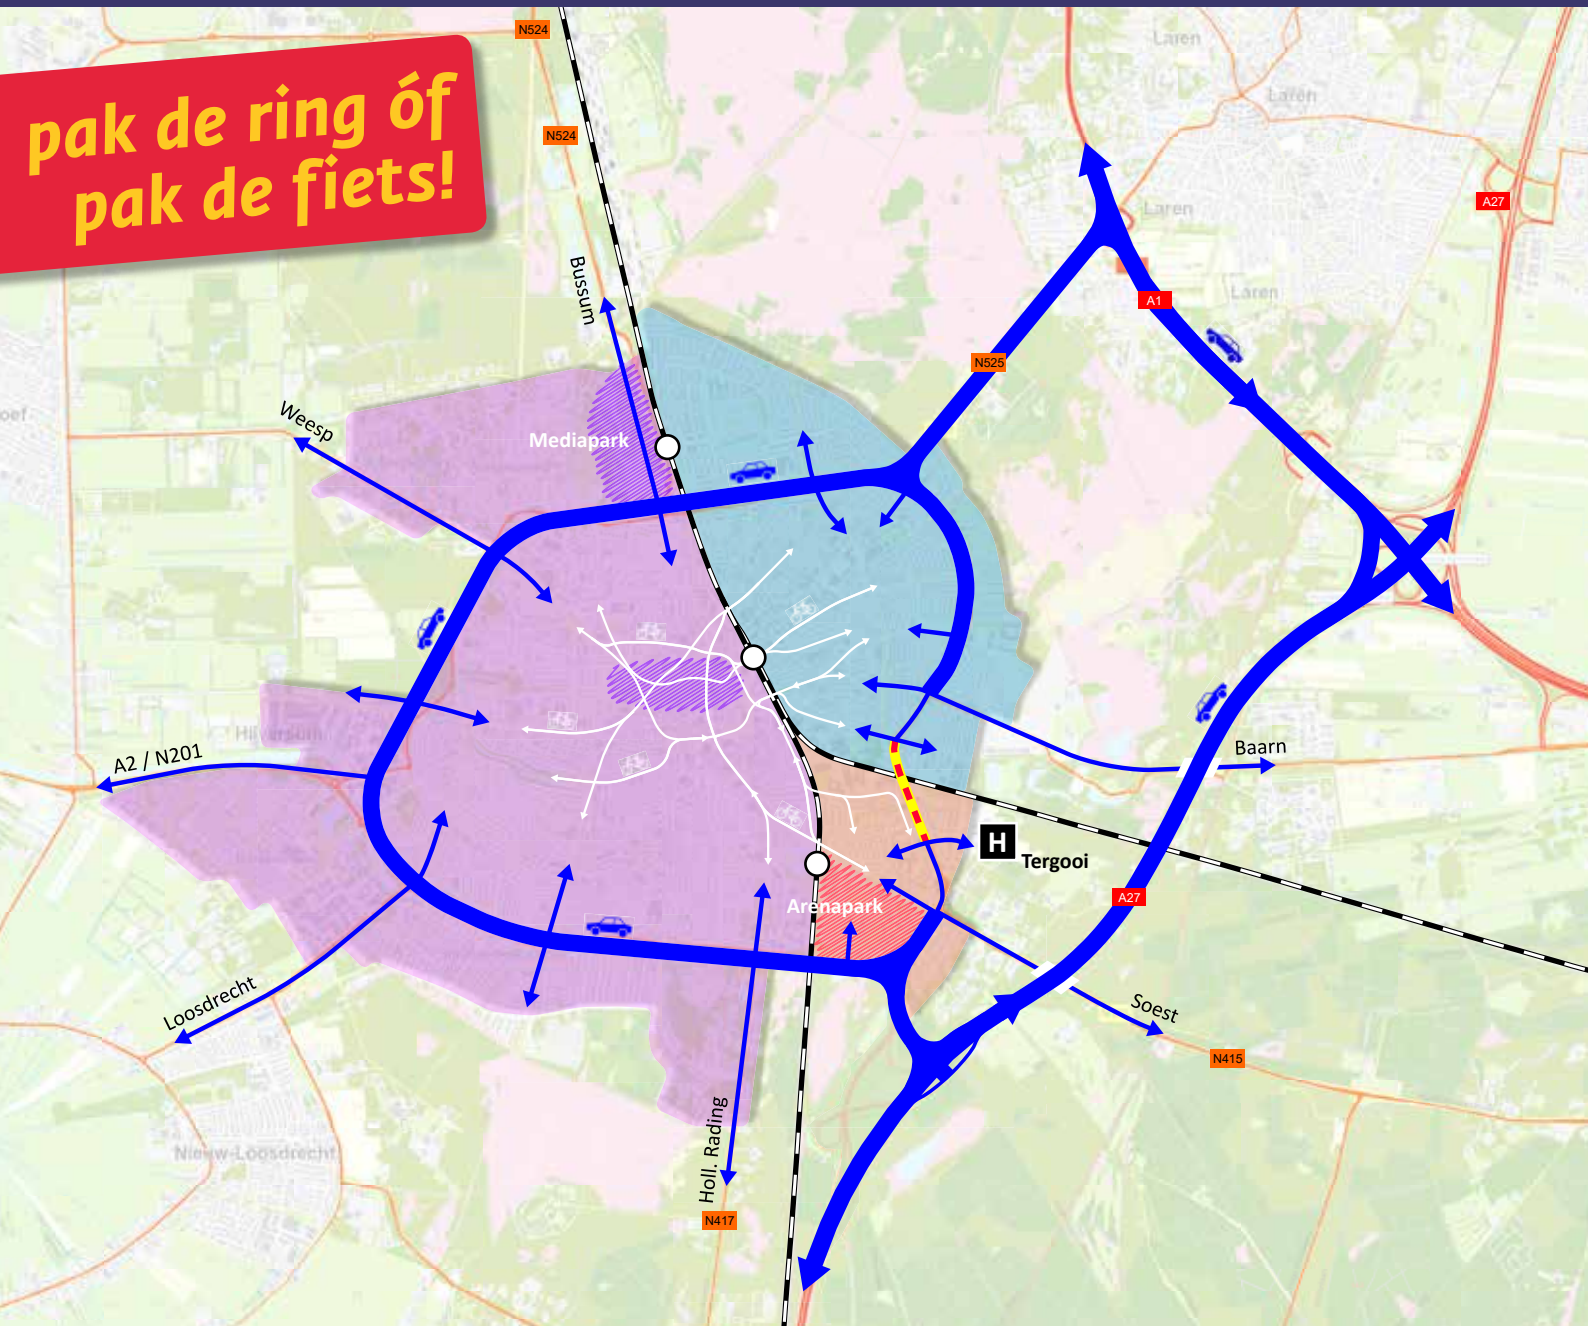 pak de ring óf
pak de fiets!
N524
N524
Laren
Laren
Laren
Laren
A27
Bussum
A1
N525
Weesp
Mediapark
A2 / N201
Hilversum
Baarn
H
Tergooi
A27
Arenapark
Loosdrecht
Soest
N415
Nieuw-Loosdrecht
Holl. Rading
N417